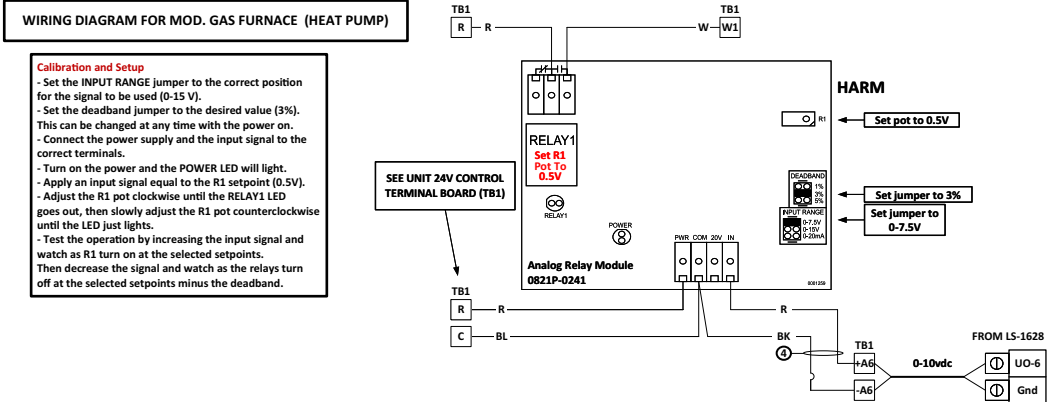 WIRING DIAGRAM FOR MOD. GAS FURNACE (HEAT PUMP)
Calibration and Setup
- Set the INPUT RANGE jumper to the correct position
for the signal to be used (0-15 V).
- Set the deadband jumper to the desired value (3%).
This can be changed at any time with the power on.
- Connect the power supply and the input signal to the
correct terminals.
- Turn on the power and the POWER LED will light.
- Apply an input signal equal to the R1 setpoint (0.5V).
- Adjust the R1 pot clockwise until the RELAY1 LED
goes out, then slowly adjust the R1 pot counterclockwise
until the LED just lights.
- Test the operation by increasing the input signal and
watch as R1 turn on at the selected setpoints.
Then decrease the signal and watch as the relays turn
off at the selected setpoints minus the deadband.
TB1
R
R
TB1
W
W1
HARM
R1
Set pot to 0.5V
RELAY1
Set R1
Pot To
0.5V
RELAY1
POWER
DEADBAND
1%
3%
5%
Set jumper to 3%
INPUT RANGE
0-7.5V
0-15V
0-20mA
Set jumper to
0-7.5V
SEE UNIT 24V CONTROL
TERMINAL BOARD (TB1)
PWR COM 20V IN
Analog Relay Module
0821P-0241
0081259
TB1
R
R
C
BL
R
BK
4
TB1
+A6
-A6
0-10vdc
FROM LS-1628
UO-6
Gnd